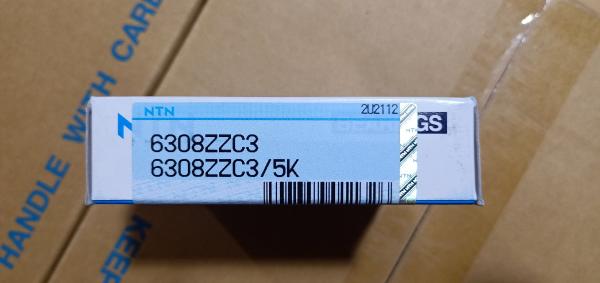 NTN 2U2112
GS
6308ZZC3
6308ZZC3/5K
HANDLE WITH CARE
KEEP